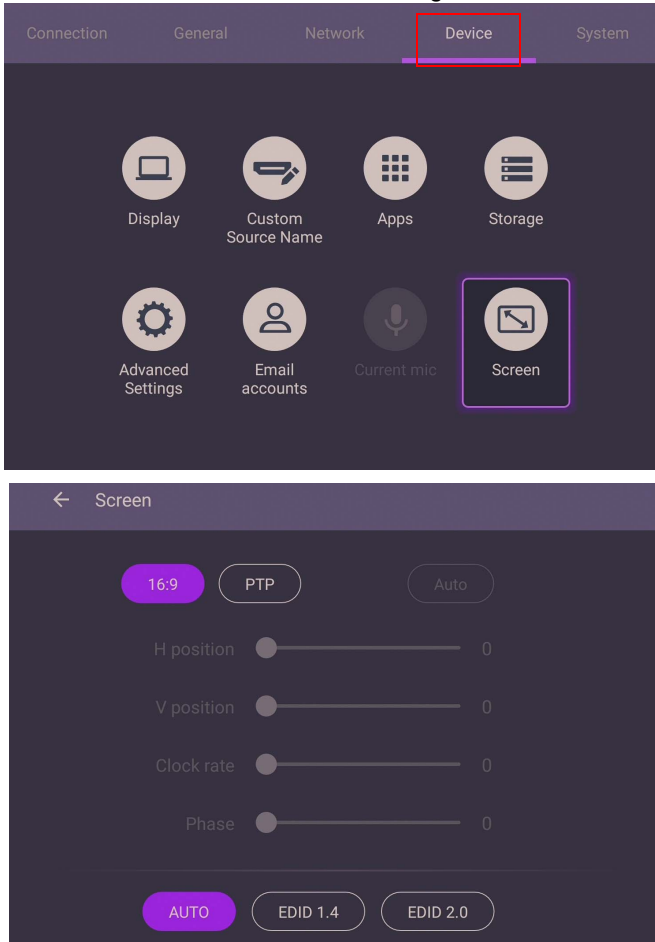 Connection General Network Device System
Display Custom Apps Storage
Source Name
Advanced Email Current mic Screen
Settings accounts
← Screen
16:9 PTP Auto
H position 0
V position 0
Clock rate 0
Phase 0
AUTO EDID 1.4 EDID 2.0